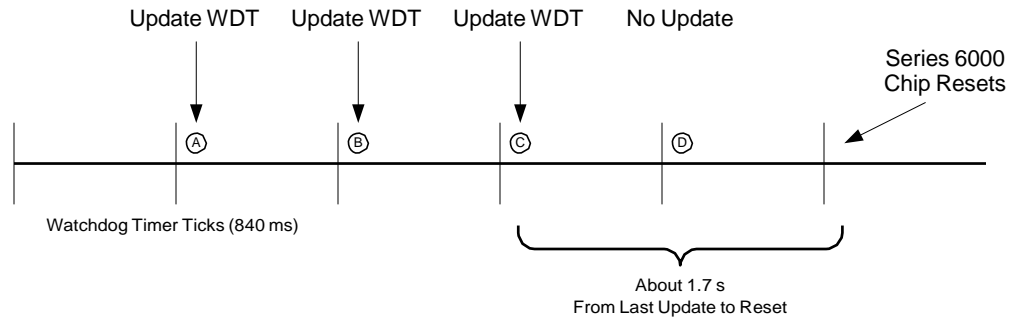 Update WDT
Update WDT
Update WDT
No Update
Series 6000
Chip Resets
A
B
C
D
Watchdog Timer Ticks (840 ms)
About 1.7 s
From Last Update to Reset